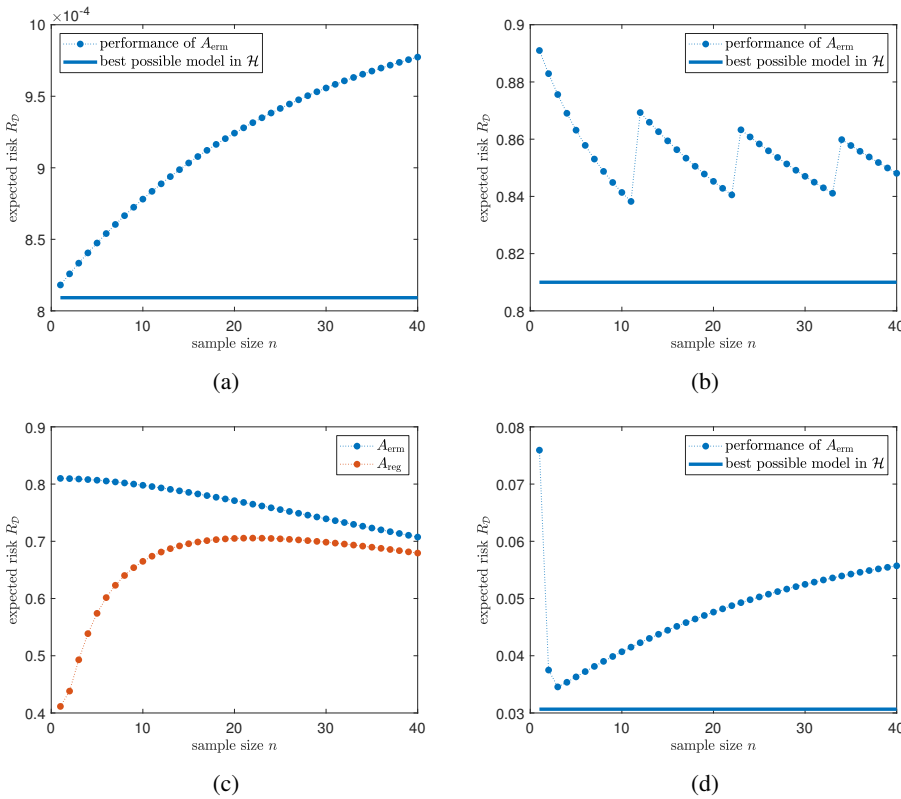 ×10⁻⁴
10
9.5
9
8.5
8
0 10 20 30 40
expected risk R_D
sample size n
performance of A_erm
best possible model in H
(a)
0.9
0.88
0.86
0.84
0.82
0.8
0 10 20 30 40
expected risk R_D
sample size n
performance of A_erm
best possible model in H
(b)
0.9
0.8
0.7
0.6
0.5
0.4
0 10 20 30 40
expected risk R_D
sample size n
A_erm
A_reg
(c)
0.08
0.07
0.06
0.05
0.04
0.03
0 10 20 30 40
expected risk R_D
sample size n
performance of A_erm
best possible model in H
(d)